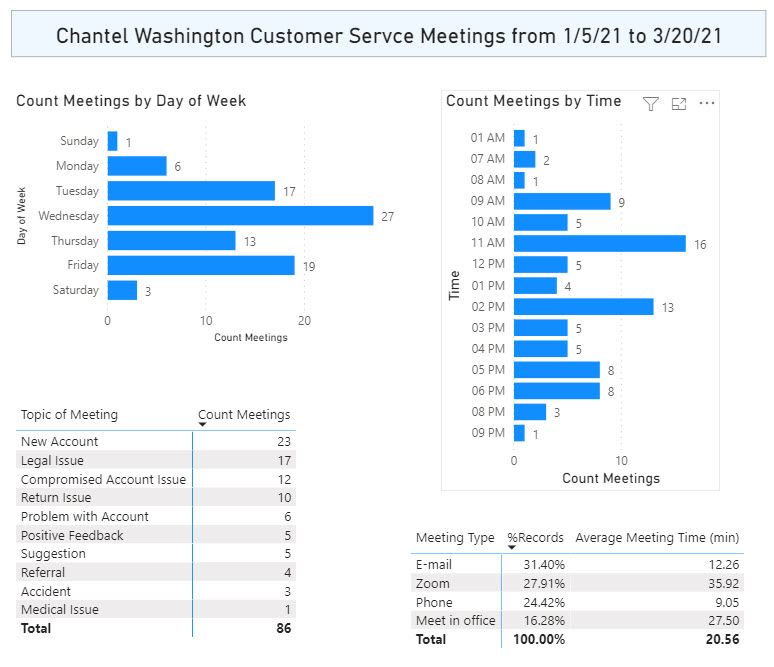 Chantel Washington Customer Servce Meetings from 1/5/21 to 3/20/21
Count Meetings by Day of Week
Day of Week
Sunday 1
Monday 6
Tuesday 17
Wednesday 27
Thursday 13
Friday 19
Saturday 3
0 10 20
Count Meetings
Count Meetings by Time
Time
01 AM 1
07 AM 2
08 AM 1
09 AM 9
10 AM 5
11 AM 16
12 PM 5
01 PM 4
02 PM 13
03 PM 5
04 PM 5
05 PM 8
06 PM 8
08 PM 3
09 PM 1
0 10
Count Meetings
Topic of Meeting Count Meetings
New Account 23
Legal Issue 17
Compromised Account Issue 12
Return Issue 10
Problem with Account 6
Positive Feedback 5
Suggestion 5
Referral 4
Accident 3
Medical Issue 1
Total 86
Meeting Type %Records Average Meeting Time (min)
E-mail 31.40% 12.26
Zoom 27.91% 35.92
Phone 24.42% 9.05
Meet in office 16.28% 27.50
Total 100.00% 20.56